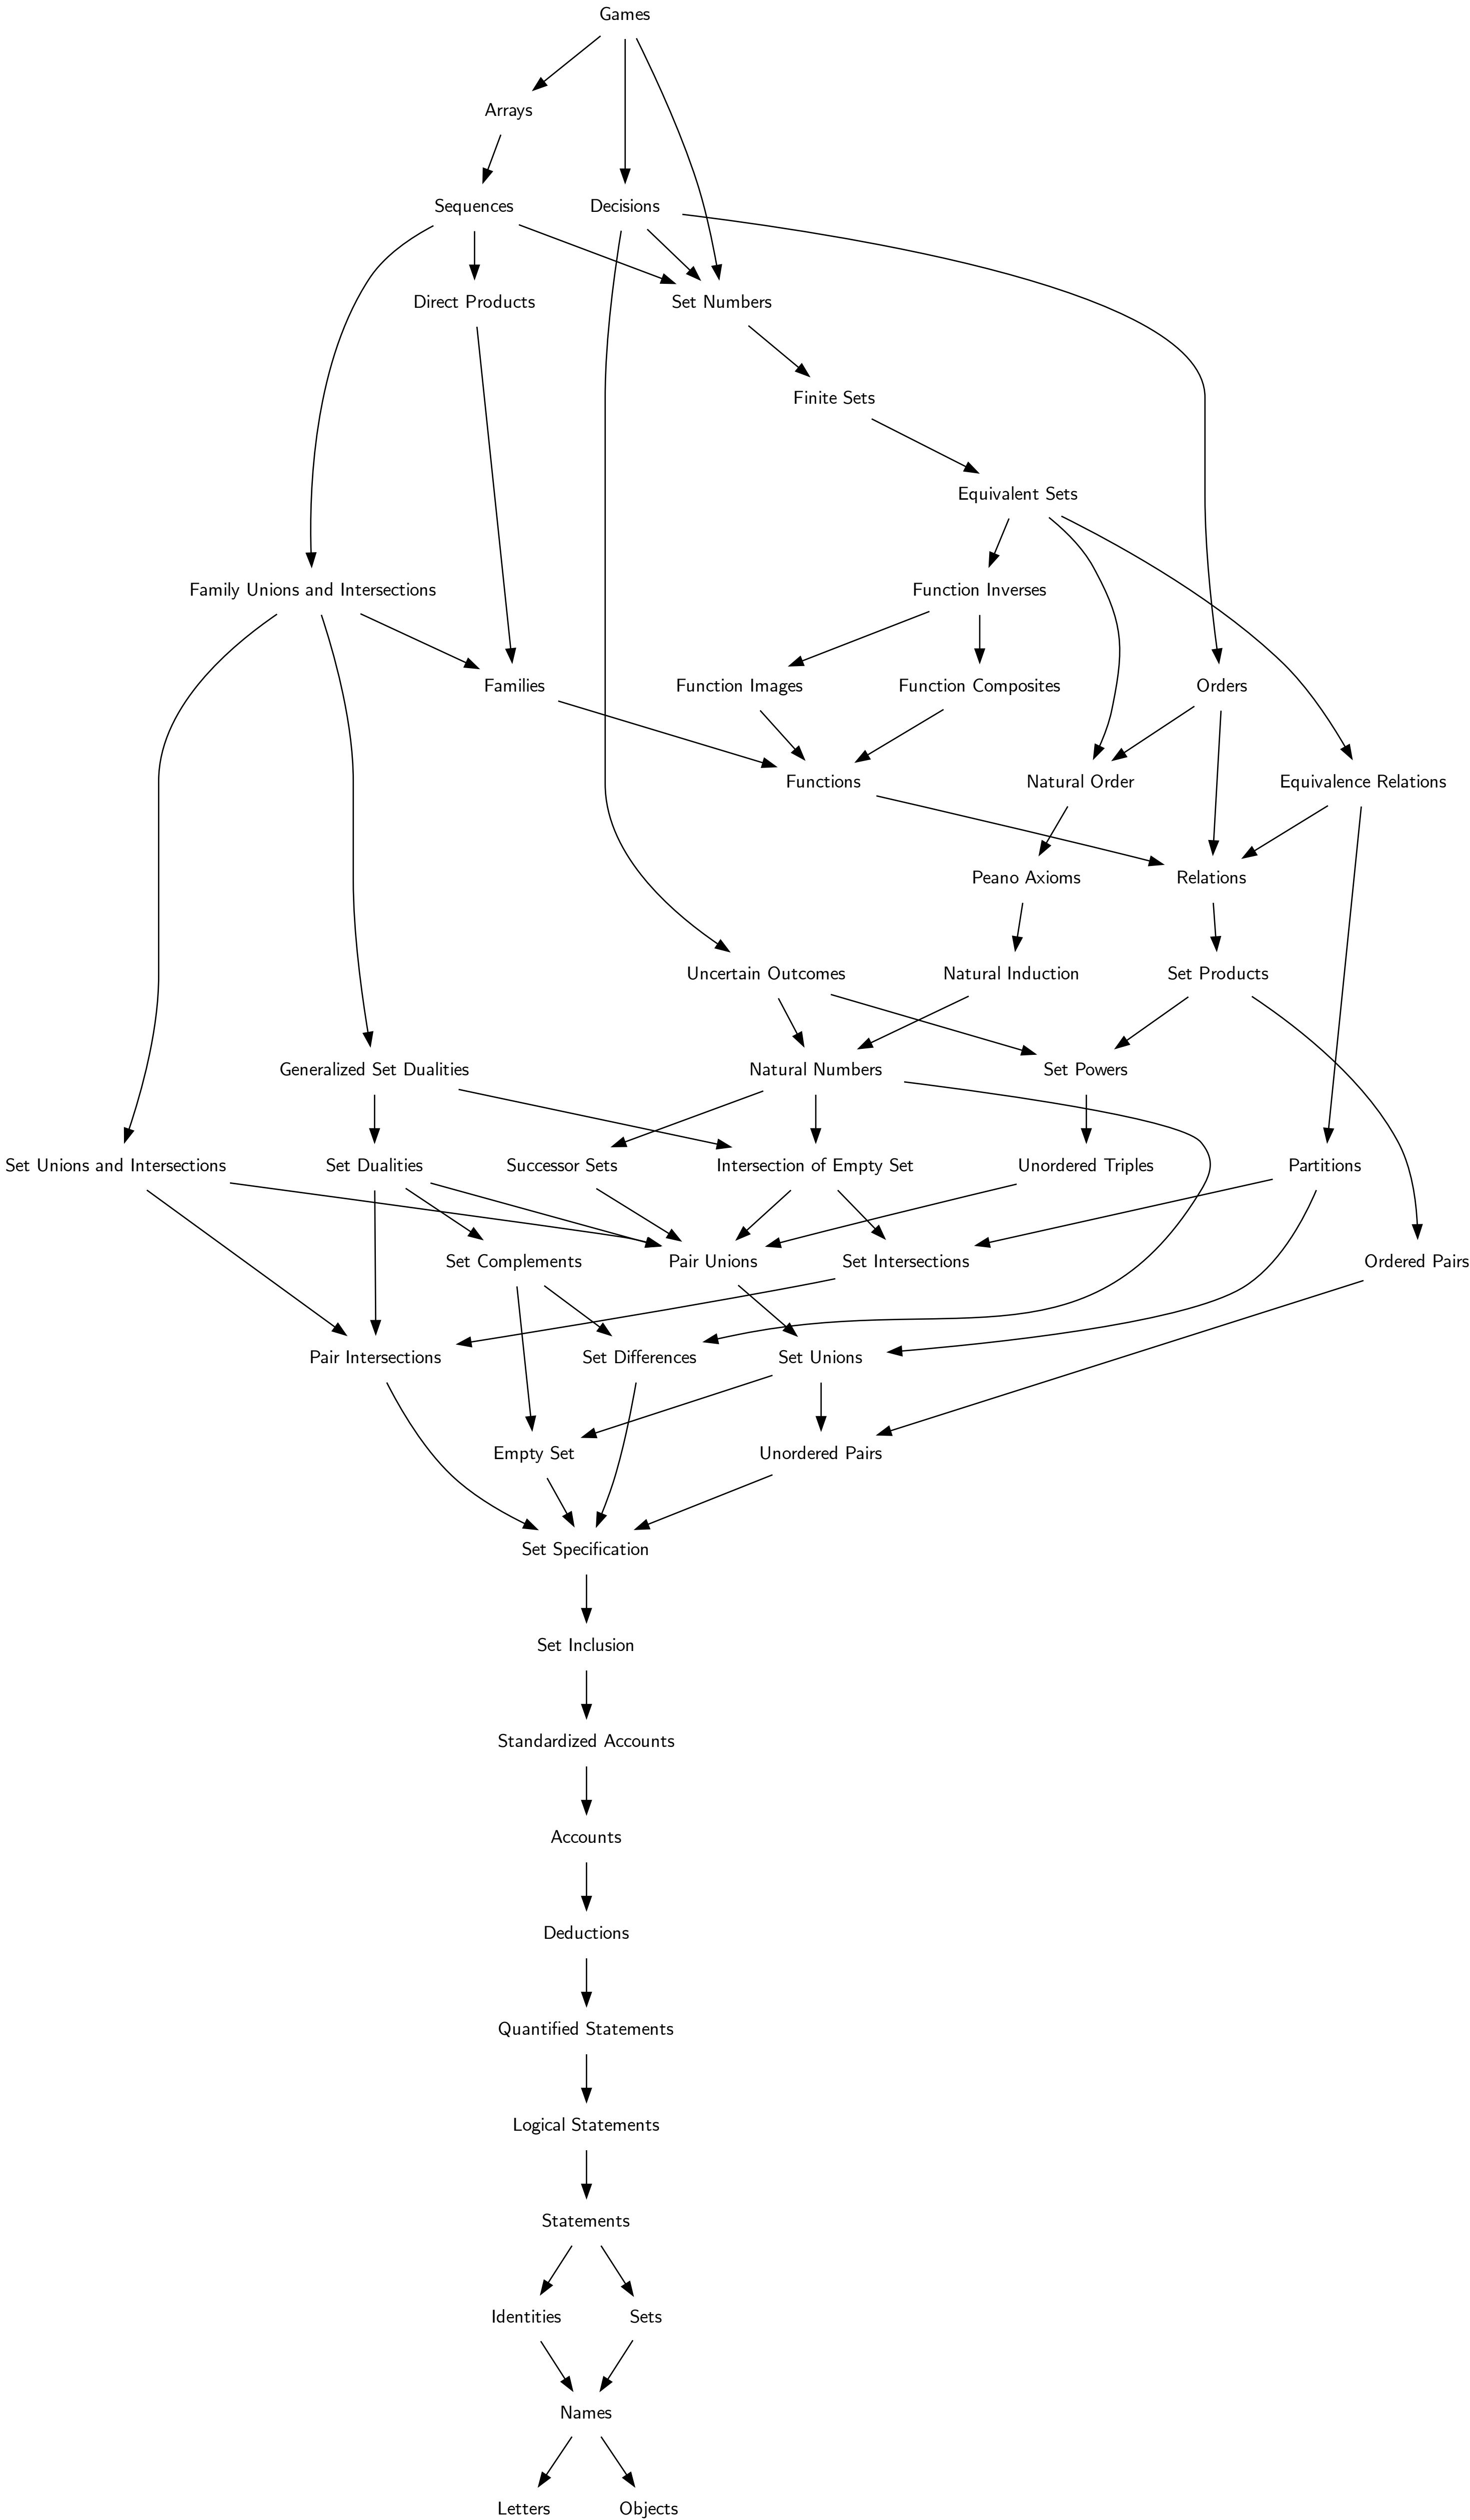 Games
Arrays
Sequences
Decisions
Direct Products
Set Numbers
Finite Sets
Equivalent Sets
Family Unions and Intersections
Function Inverses
Families
Function Images
Function Composites
Orders
Functions
Natural Order
Equivalence Relations
Peano Axioms
Relations
Uncertain Outcomes
Natural Induction
Set Products
Generalized Set Dualities
Natural Numbers
Set Powers
Set Unions and Intersections
Set Dualities
Successor Sets
Intersection of Empty Set
Unordered Triples
Partitions
Set Complements
Pair Unions
Set Intersections
Ordered Pairs
Pair Intersections
Set Differences
Set Unions
Empty Set
Unordered Pairs
Set Specification
Set Inclusion
Standardized Accounts
Accounts
Deductions
Quantified Statements
Logical Statements
Statements
Identities
Sets
Names
Letters
Objects